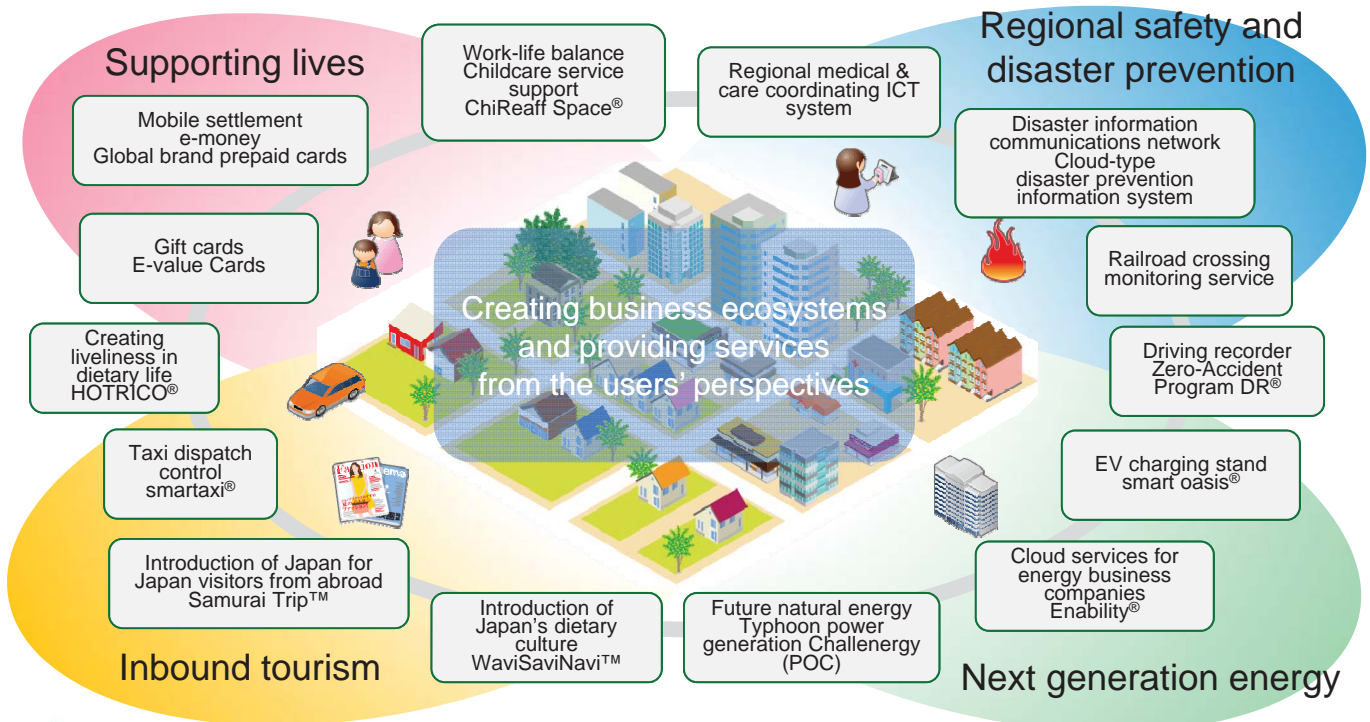 Supporting lives
Regional safety and
disaster prevention
Work-life balance
Childcare service
support
ChiReaff Space®
Regional medical &
care coordinating ICT
system
Mobile settlement
e-money
Global brand prepaid cards
Disaster information
communications network
Cloud-type
disaster prevention
information system
Gift cards
E-value Cards
Railroad crossing
monitoring service
Creating business ecosystems
and providing services
from the users' perspectives
Creating
liveliness in
dietary life
HOTRICO®
Driving recorder
Zero-Accident
Program DR®
Taxi dispatch
control
smartaxi®
EV charging stand
smart oasis®
Introduction of Japan for
Japan visitors from abroad
Samurai Trip™
Cloud services for
energy business
companies
Enability®
Introduction of
Japan's dietary
culture
WaviSaviNavi™
Future natural energy
Typhoon power
generation Challenergy
(POC)
Inbound tourism
Next generation energy